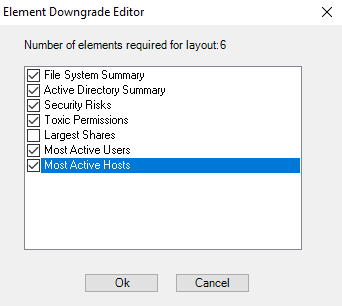 Element Downgrade Editor
Number of elements required for layout:6
File System Summary
Active Directory Summary
Security Risks
Toxic Permissions
Largest Shares
Most Active Users
Most Active Hosts
Ok Cancel